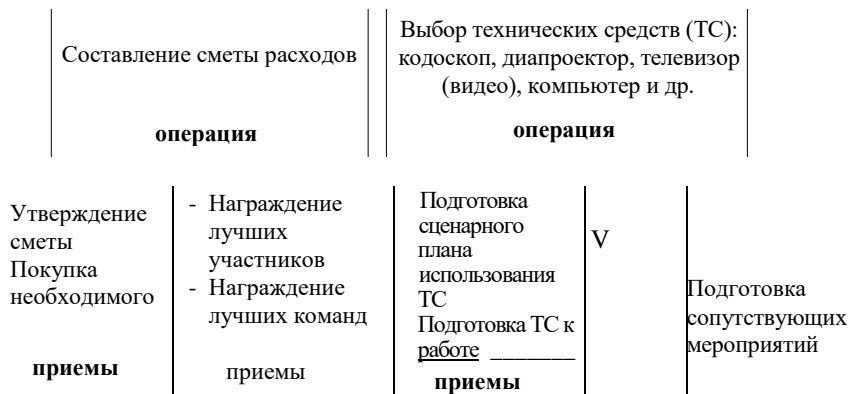 Составление сметы расходов
операция
Выбор технических средств (ТС):
кодоскоп, диапроектор, телевизор
(видео), компьютер и др.
операция
Утверждение
сметы
Покупка
необходимого
приемы
- Награждение
лучших
участников
- Награждение
лучших команд
приемы
Подготовка
сценарного
плана
использования
ТС
Подготовка ТС к
работе _______
приемы
V
Подготовка
сопутствующих
мероприятий